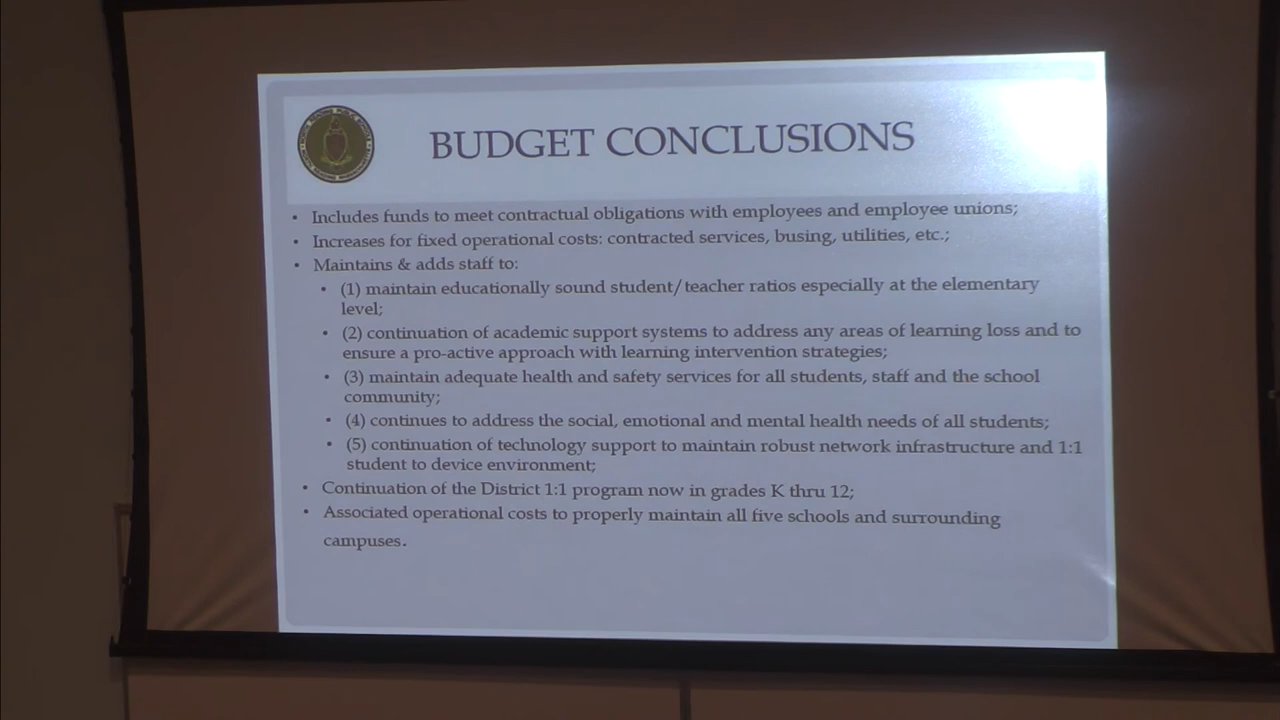 BUDGET CONCLUSIONS
• Includes funds to meet contractual obligations with employees and employee unions;
• Increases for fixed operational costs: contracted services, busing, utilities, etc.;
• Maintains & adds staff to:
• (1) maintain educationally sound student/teacher ratios especially at the elementary
level;
• (2) continuation of academic support systems to address any areas of learning loss and to
ensure a pro-active approach with learning intervention strategies;
• (3) maintain adequate health and safety services for all students, staff and the school
community;
• (4) continues to address the social, emotional and mental health needs of all students;
• (5) continuation of technology support to maintain robust network infrastructure and 1:1
student to device environment;
• Continuation of the District 1:1 program now in grades K thru 12;
• Associated operational costs to properly maintain all five schools and surrounding
campuses.